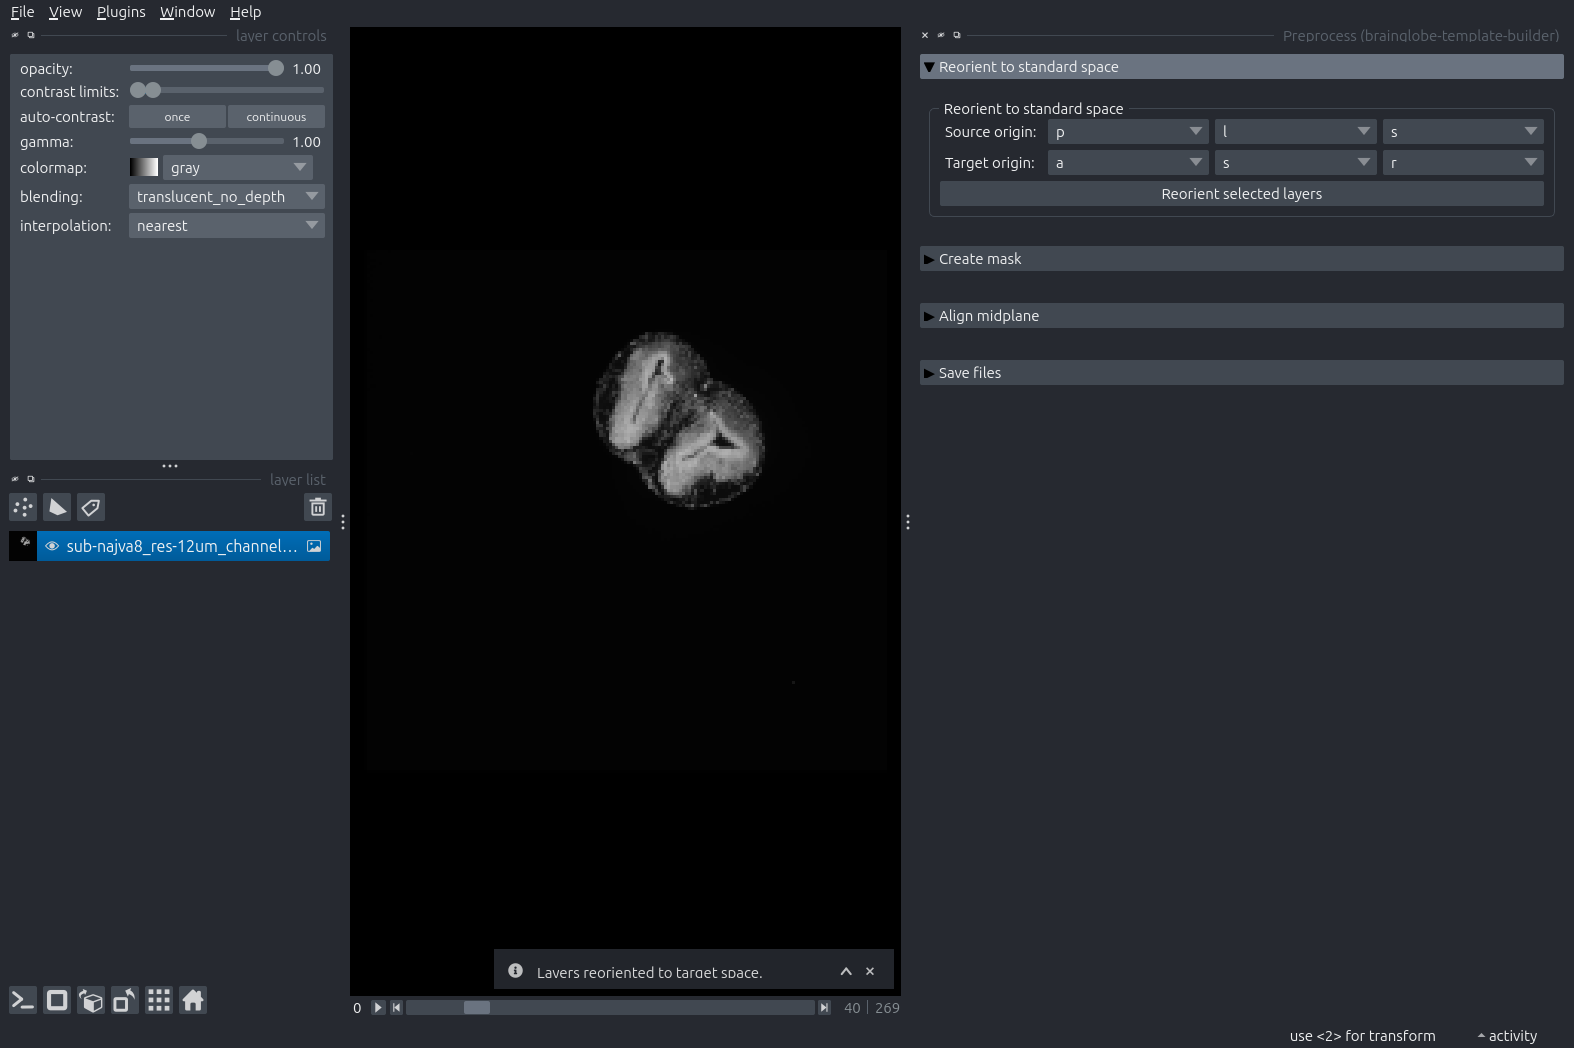 File View Plugins Window Help
layer controls
opacity: 1.00
contrast limits:
auto-contrast: once continuous
gamma: 1.00
colormap: gray
blending: translucent_no_depth
interpolation: nearest
layer list
sub-najva8_res-12um_channel...
Layers reoriented to target space.
0 40 269
Preprocess (brainglobe-template-builder)
Reorient to standard space
Reorient to standard space
Source origin: p l s
Target origin: a s r
Reorient selected layers
Create mask
Align midplane
Save files
use <2> for transform activity